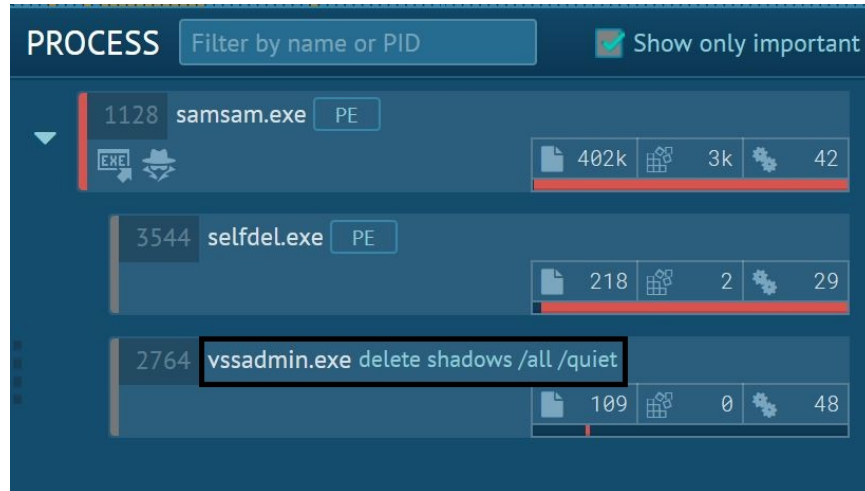 PROCESS Filter by name or PID Show only important
1128 samsam.exe PE
EXE 402k 3k 42
3544 selfdel.exe PE
218 2 29
2764 vssadmin.exe delete shadows /all /quiet
109 0 48